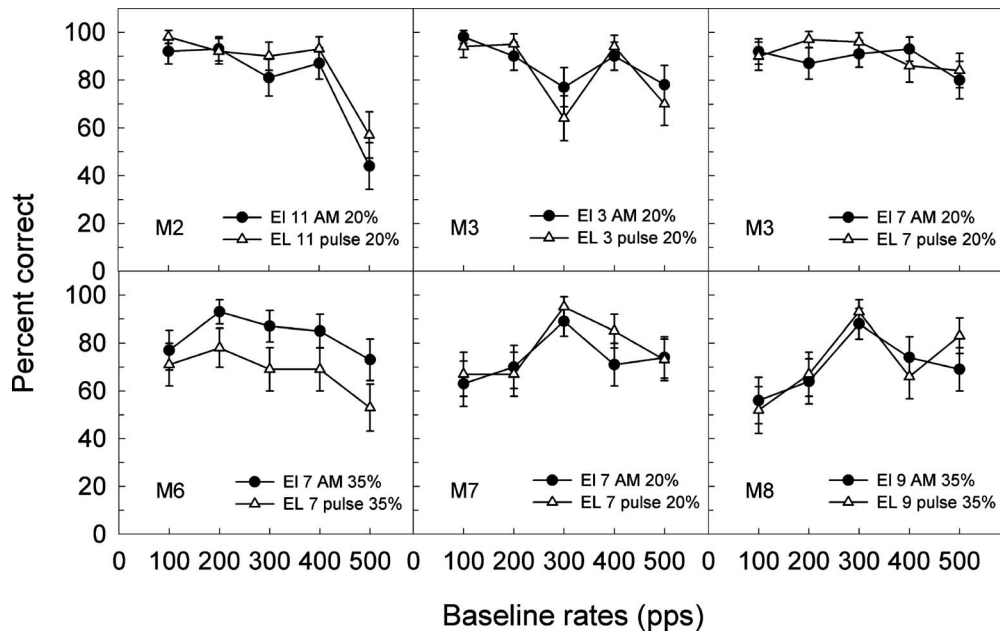 Percent correct
100
80
60
40
20
0
M2
El 11 AM 20%
EL 11 pulse 20%
M3
El 3 AM 20%
EL 3 pulse 20%
M3
El 7 AM 20%
EL 7 pulse 20%
100
80
60
40
20
0
M6
El 7 AM 35%
EL 7 pulse 35%
M7
El 7 AM 20%
EL 7 pulse 20%
M8
El 9 AM 35%
EL 9 pulse 35%
0 100 200 300 400 500 0 100 200 300 400 500 0 100 200 300 400 500
Baseline rates (pps)